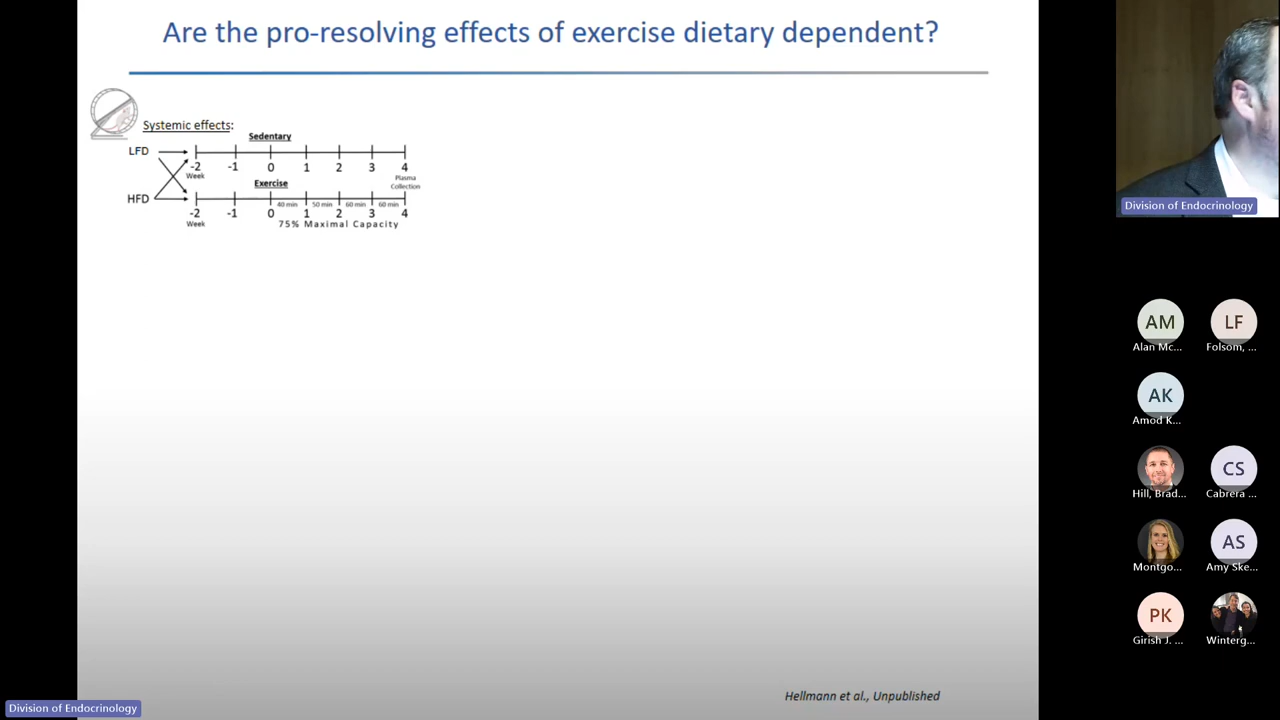 Are the pro-resolving effects of exercise dietary dependent?
Systemic effects:
Sedentary
LFD
-2 -1 0 1 2 3 4
Week
Plasma
Collection
Exercise
HFD
40 min 50 min 60 min 60 min
-2 -1 0 1 2 3 4
Week
75% Maximal Capacity
Hellmann et al., Unpublished
Division of Endocrinology
Division of Endocrinology
AM LF
Alan Mc... Folsom, ...
AK
Amod K...
CS
Hill, Brad... Cabrera ...
AS
Montgo... Amy Ske...
PK
Girish J. ... Winterg...